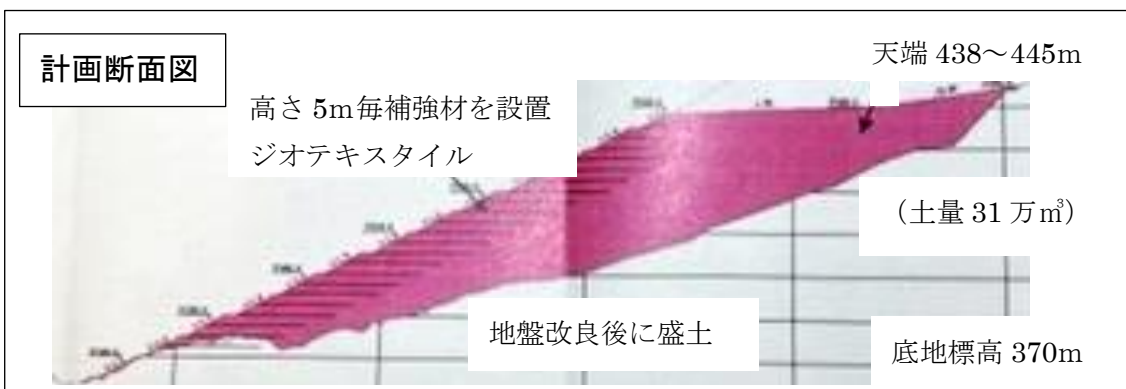 計画断面図
天端 438～445m
高さ 5m毎補強材を設置
ジオテキスタイル
（土量 31 万㎥）
地盤改良後に盛土
底地標高 370m